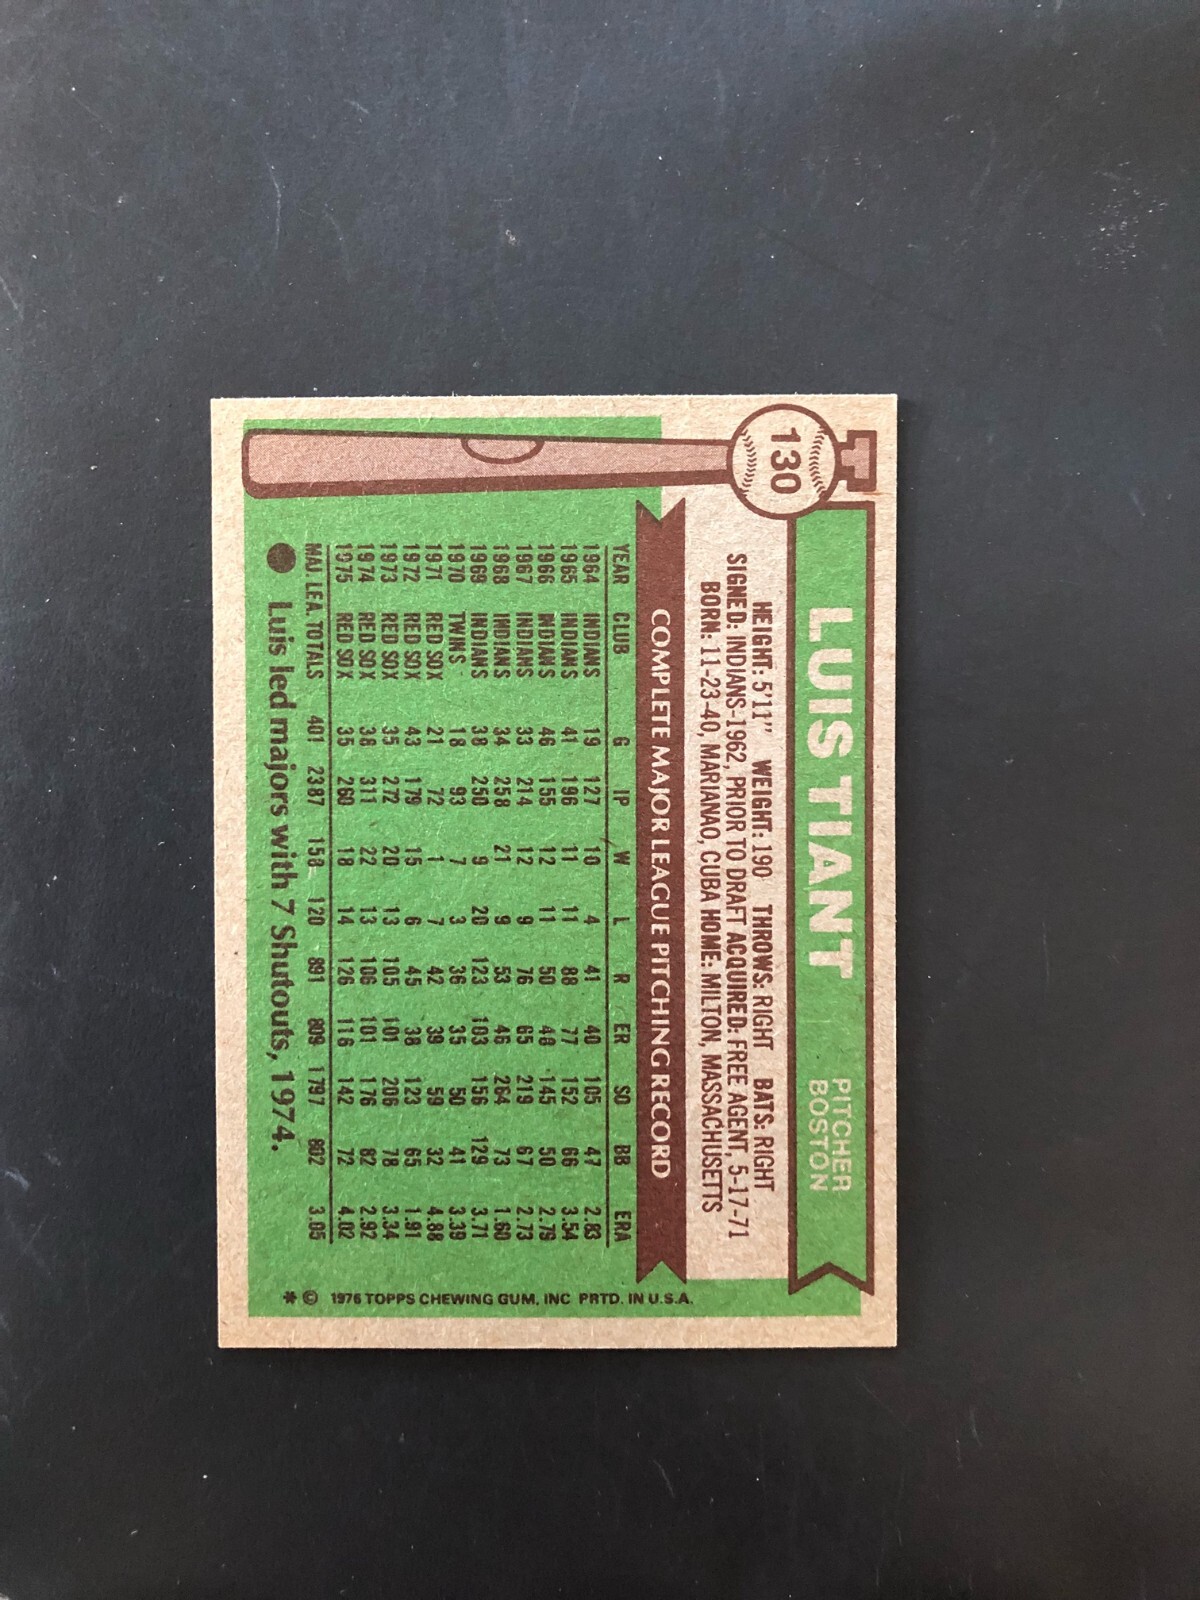 130
LUIS TIANT
PITCHER
BOSTON
HEIGHT: 5'11" WEIGHT: 190 THROWS: RIGHT BATS: RIGHT
SIGNED: INDIANS-1962, PRIOR TO DRAFT ACQUIRED: FREE AGENT, 5-17-71
BORN: 11-23-40, MARIANAO, CUBA HOME: MILTON, MASSACHUSETTS
COMPLETE MAJOR LEAGUE PITCHING RECORD
YEAR CLUB G IP W L R ER SO BB ERA
1964 INDIANS 19 127 10 4 41 40 105 47 2.83
1965 INDIANS 41 196 11 11 88 77 152 66 3.54
1966 INDIANS 46 155 12 11 50 48 145 50 2.79
1967 INDIANS 33 214 12 9 76 65 219 67 2.73
1968 INDIANS 34 258 21 9 53 46 264 73 1.60
1969 INDIANS 38 250 9 20 123 103 156 129 3.71
1970 TWINS 18 93 7 3 36 35 50 41 3.39
1971 RED SOX 21 72 1 7 42 39 59 32 4.88
1972 RED SOX 43 179 15 6 45 38 123 65 1.91
1973 RED SOX 35 272 20 13 105 101 206 78 3.34
1974 RED SOX 38 311 22 13 106 101 176 82 2.92
1975 RED SOX 35 260 18 14 126 116 142 72 4.02
MAJ. LEA. TOTALS 401 2387 158 120 891 809 1797 802 3.05
● Luis led majors with 7 Shutouts, 1974.
* © 1976 TOPPS CHEWING GUM, INC PRTD. IN U.S.A.